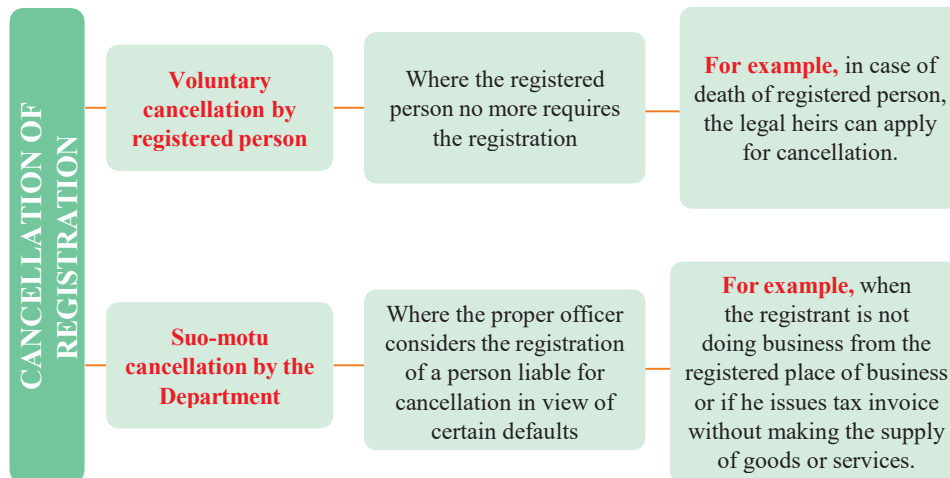 CANCELLATION OF
REGISTRATION
Voluntary
cancellation by
registered person
Where the registered
person no more requires
the registration
For example, in case of
death of registered person,
the legal heirs can apply
for cancellation.
Suo-motu
cancellation by the
Department
Where the proper officer
considers the registration
of a person liable for
cancellation in view of
certain defaults
For example, when
the registrant is not
doing business from the
registered place of business
or if he issues tax invoice
without making the supply
of goods or services.